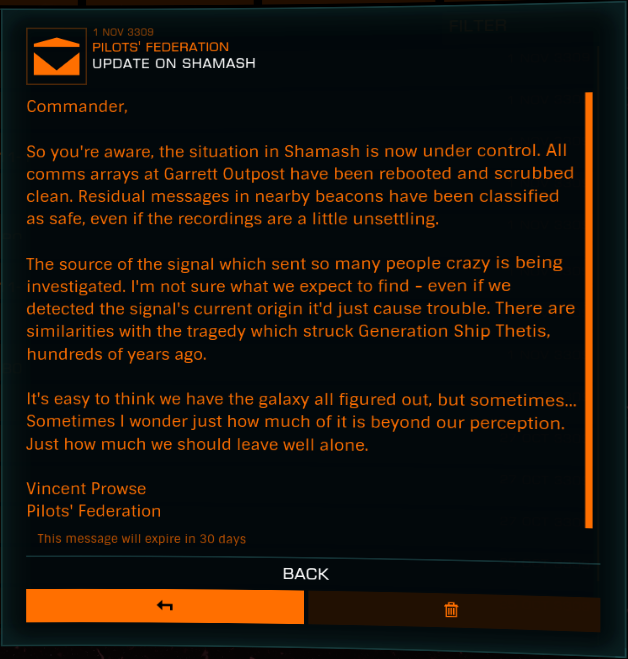 FILTER
1 NOV 3309
PILOTS' FEDERATION
UPDATE ON SHAMASH
Commander,
So you're aware, the situation in Shamash is now under control. All
comms arrays at Garrett Outpost have been rebooted and scrubbed
clean. Residual messages in nearby beacons have been classified
as safe, even if the recordings are a little unsettling.
The source of the signal which sent so many people crazy is being
investigated. I'm not sure what we expect to find - even if we
detected the signal's current origin it'd just cause trouble. There are
similarities with the tragedy which struck Generation Ship Thetis,
hundreds of years ago.
It's easy to think we have the galaxy all figured out, but sometimes...
Sometimes I wonder just how much of it is beyond our perception.
Just how much we should leave well alone.
Vincent Prowse
Pilots' Federation
This message will expire in 30 days
BACK